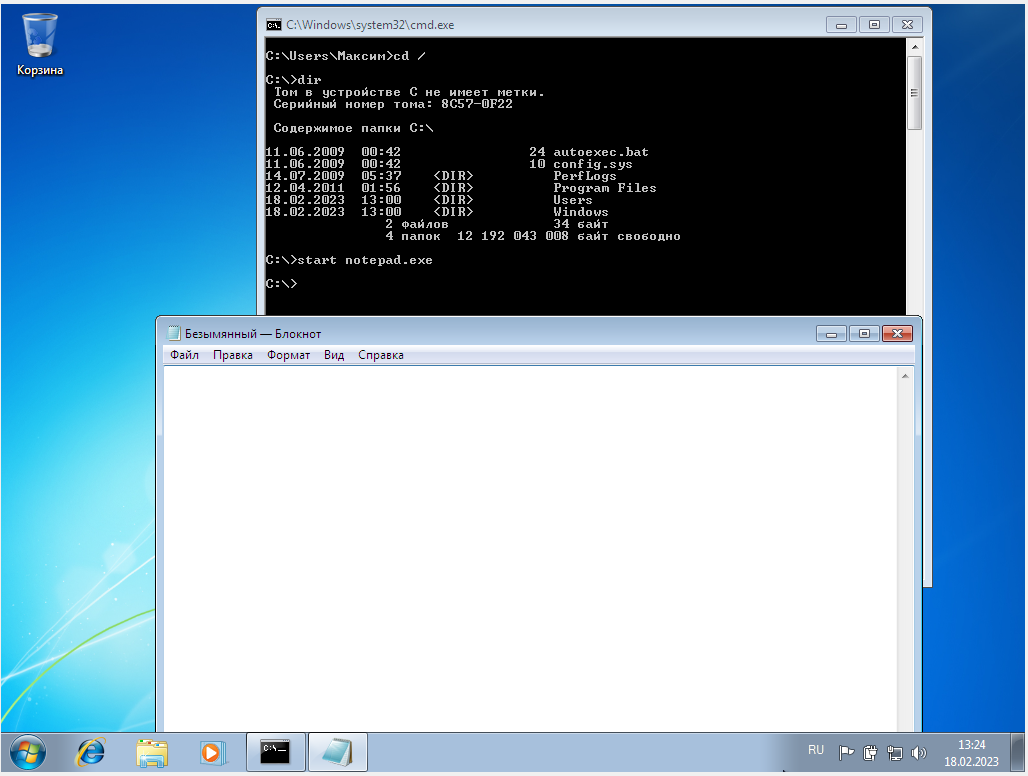 Корзина
C:\Windows\system32\cmd.exe
C:\Users\Максим>cd /
C:\>dir
Том в устройстве C не имеет метки.
Серийный номер тома: 8C57-0F22
Содержимое папки C:\
11.06.2009 00:42 24 autoexec.bat
11.06.2009 00:42 10 config.sys
14.07.2009 05:37 <DIR> PerfLogs
12.04.2011 01:56 <DIR> Program Files
18.02.2023 13:00 <DIR> Users
18.02.2023 13:00 <DIR> Windows
2 файлов 34 байт
4 папок 12 192 043 008 байт свободно
C:\>start notepad.exe
C:\>
Безымянный — Блокнот
Файл Правка Формат Вид Справка
C:\.
RU
13:24
18.02.2023